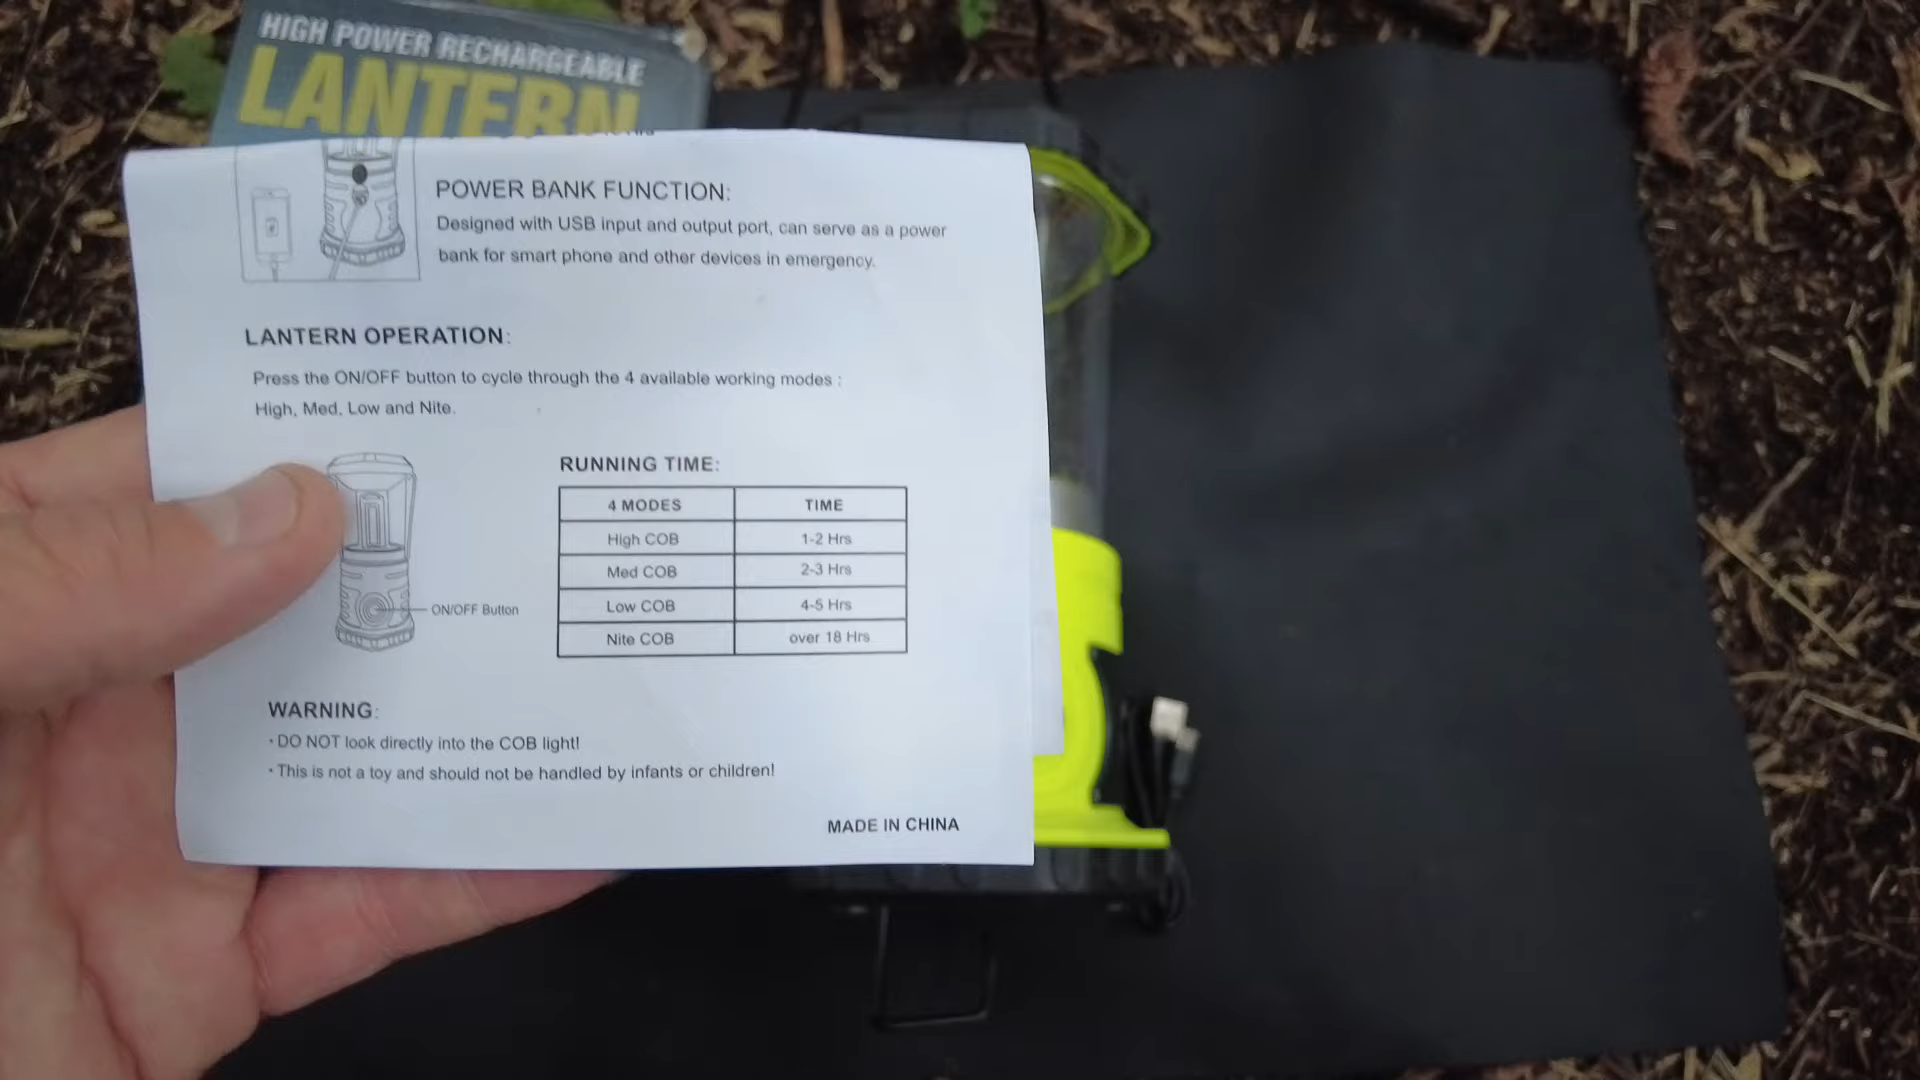 HIGH POWER RECHARGEABLE
LANTERN
POWER BANK FUNCTION:
Designed with USB input and output port, can serve as a power
bank for smart phone and other devices in emergency.
LANTERN OPERATION:
Press the ON/OFF button to cycle through the 4 available working modes :
High, Med, Low and Nite.
ON/OFF Button
RUNNING TIME:
4 MODES TIME
High COB 1-2 Hrs
Med COB 2-3 Hrs
Low COB 4-5 Hrs
Nite COB over 18 Hrs
WARNING:
· DO NOT look directly into the COB light!
· This is not a toy and should not be handled by infants or children!
MADE IN CHINA